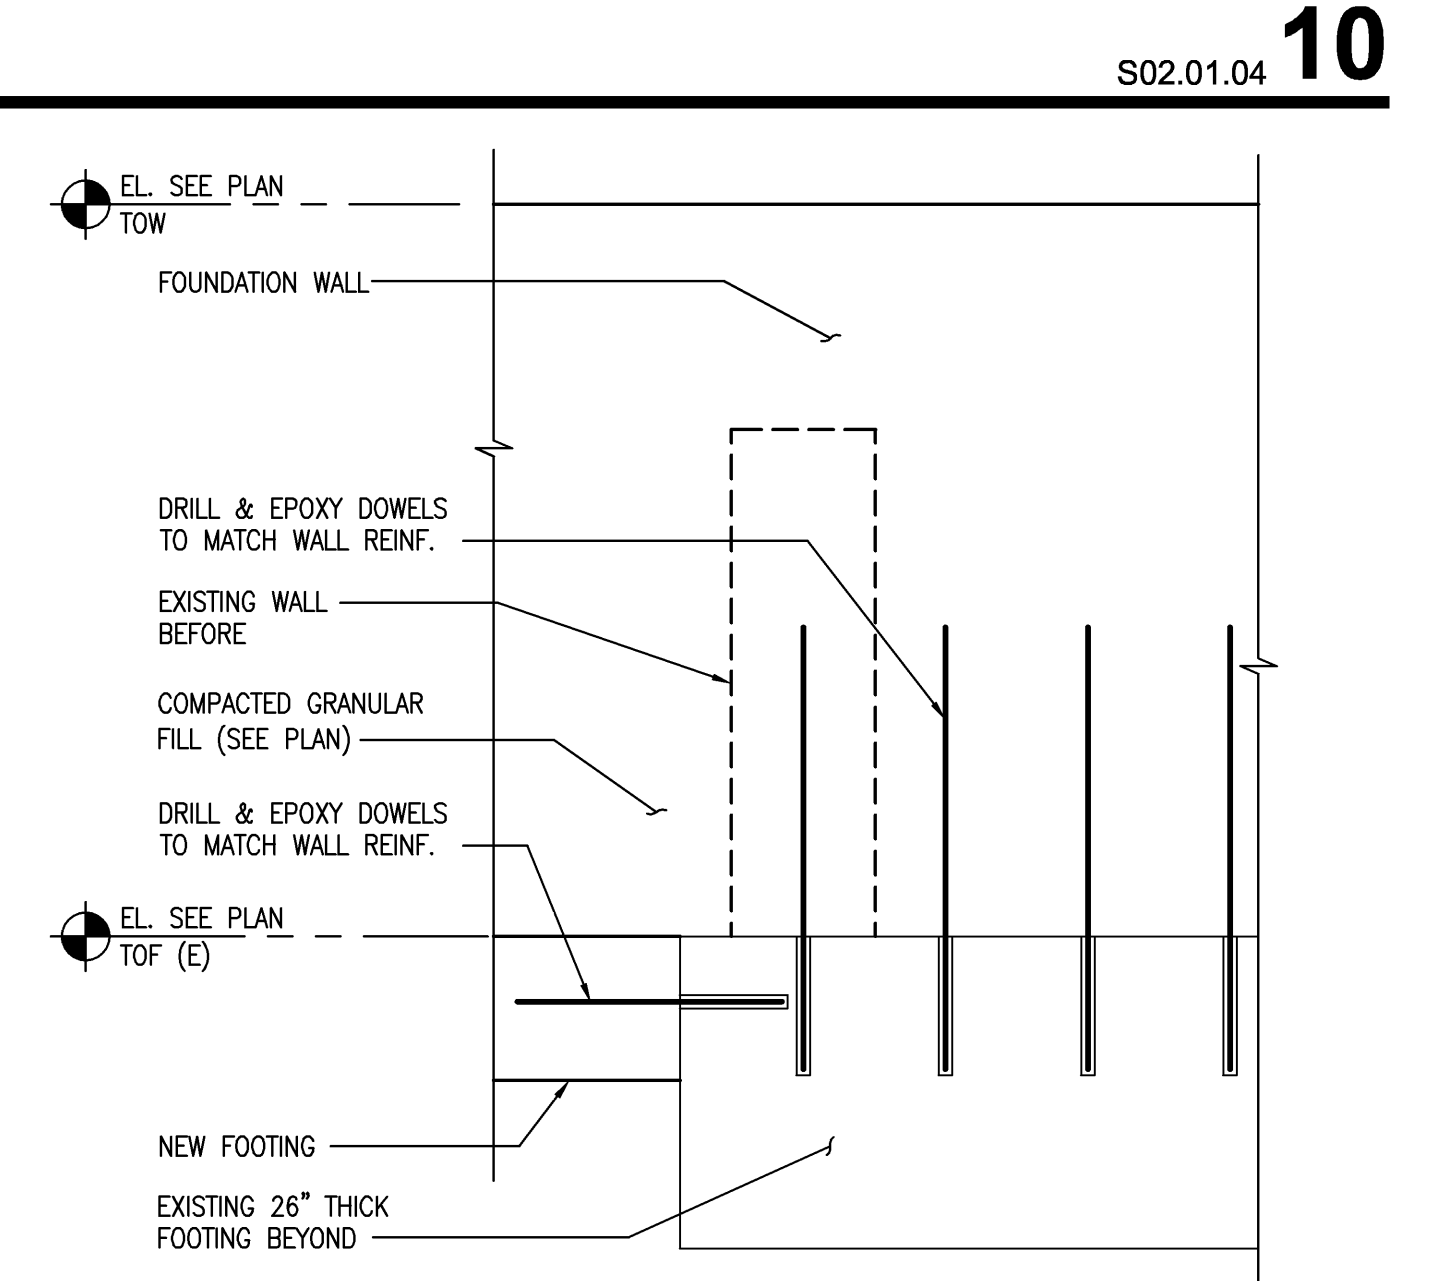 S02.01.04 10
EL. SEE PLAN
TOW
FOUNDATION WALL
DRILL & EPOXY DOWELS
TO MATCH WALL REINF.
EXISTING WALL
BEFORE
COMPACTED GRANULAR
FILL (SEE PLAN)
DRILL & EPOXY DOWELS
TO MATCH WALL REINF.
EL. SEE PLAN
TOF (E)
NEW FOOTING
EXISTING 26" THICK
FOOTING BEYOND